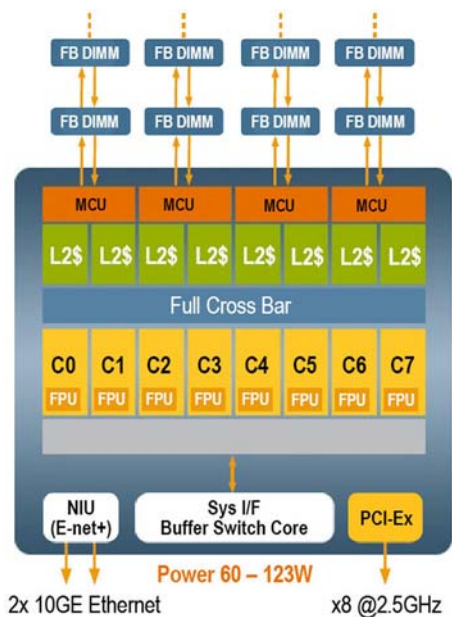 FB DIMM FB DIMM FB DIMM FB DIMM
FB DIMM FB DIMM FB DIMM FB DIMM
MCU MCU MCU MCU
L2$ L2$ L2$ L2$ L2$ L2$ L2$ L2$
Full Cross Bar
C0 C1 C2 C3 C4 C5 C6 C7
FPU FPU FPU FPU FPU FPU FPU FPU
NIU
(E-net+)
Sys I/F
Buffer Switch Core
PCI-Ex
Power 60 – 123W
2x 10GE Ethernet
x8 @2.5GHz